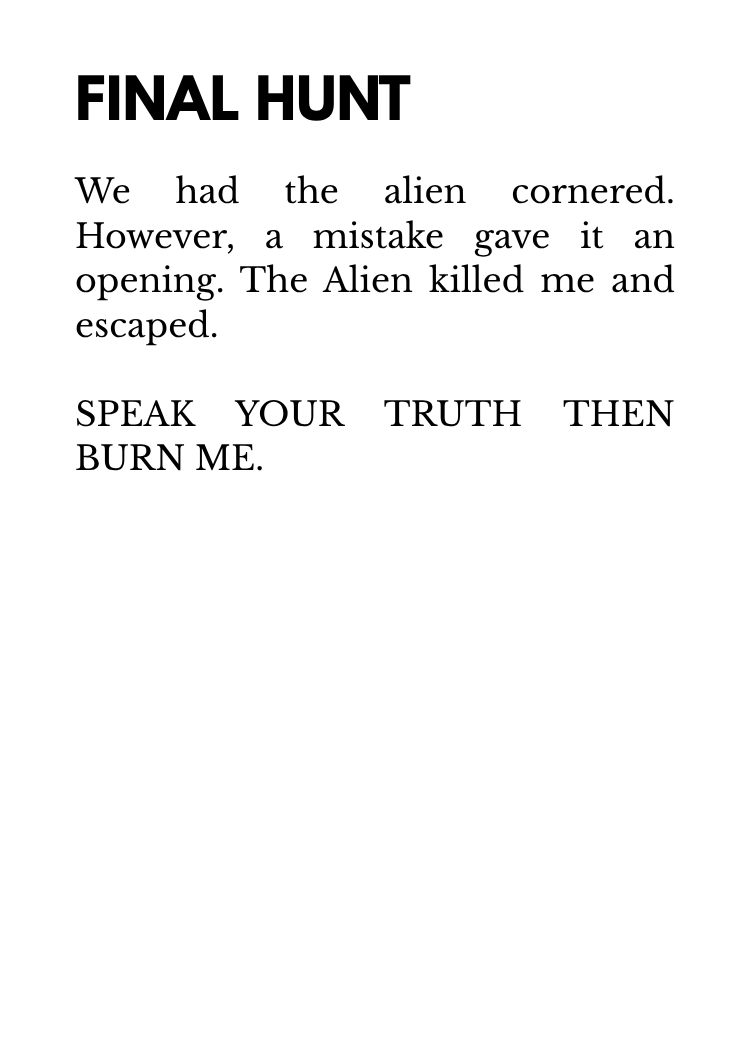 FINAL HUNT
We had the alien cornered.
However, a mistake gave it an
opening. The Alien killed me and
escaped.
SPEAK YOUR TRUTH THEN
BURN ME.